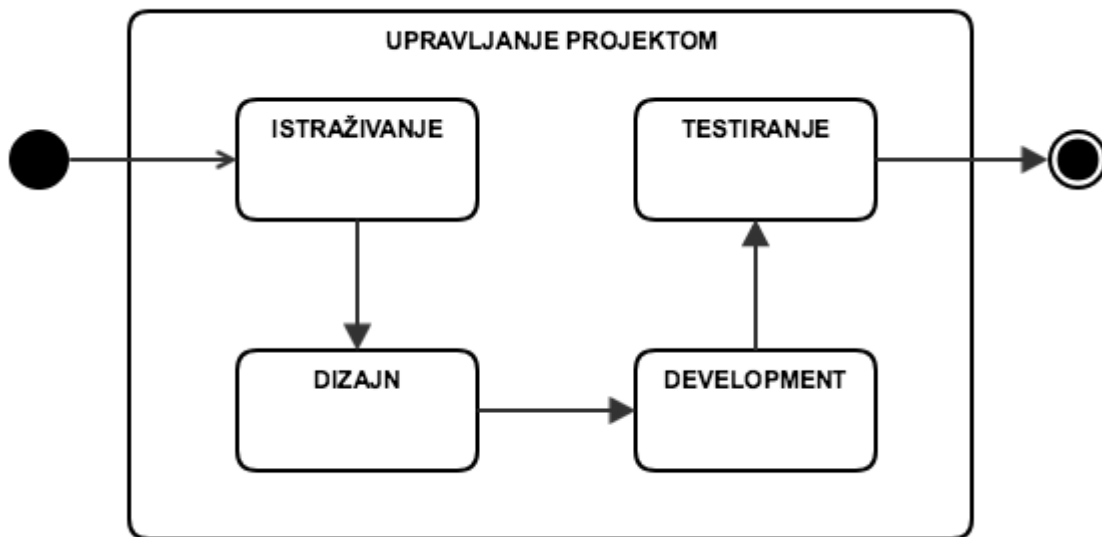 UPRAVLJANJE PROJEKTOM
ISTRAŽIVANJE
TESTIRANJE
DIZAJN
DEVELOPMENT